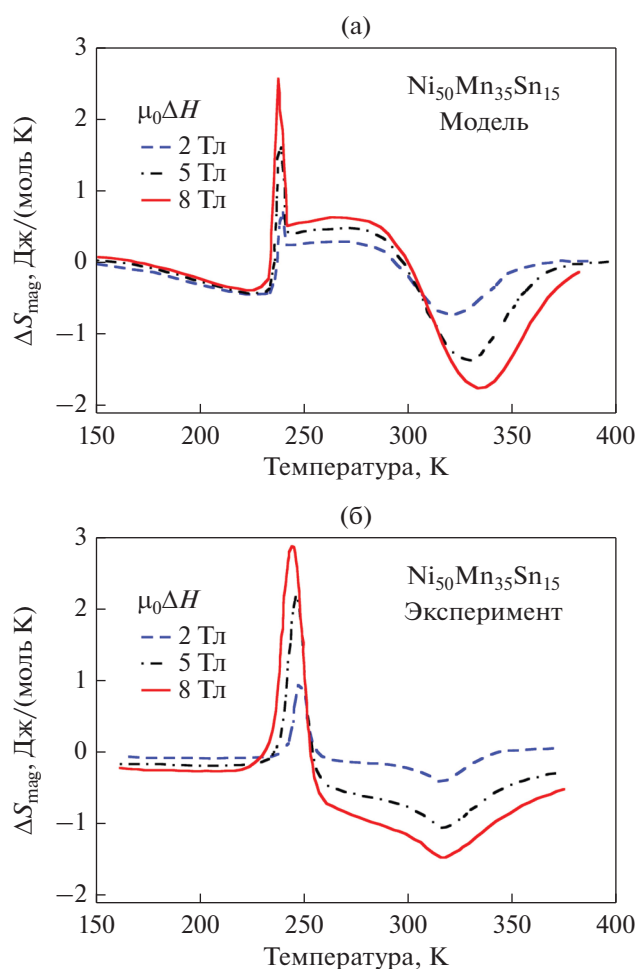 (а)
3
2
1
0
−1
−2
ΔS_mag, Дж/(моль К)
Ni50Mn35Sn15
Модель
μ0ΔH
2 Тл
5 Тл
8 Тл
150 200 250 300 350 400
Температура, К
(б)
3
2
1
0
−1
−2
ΔS_mag, Дж/(моль К)
Ni50Mn35Sn15
Эксперимент
μ0ΔH
2 Тл
5 Тл
8 Тл
150 200 250 300 350 400
Температура, К